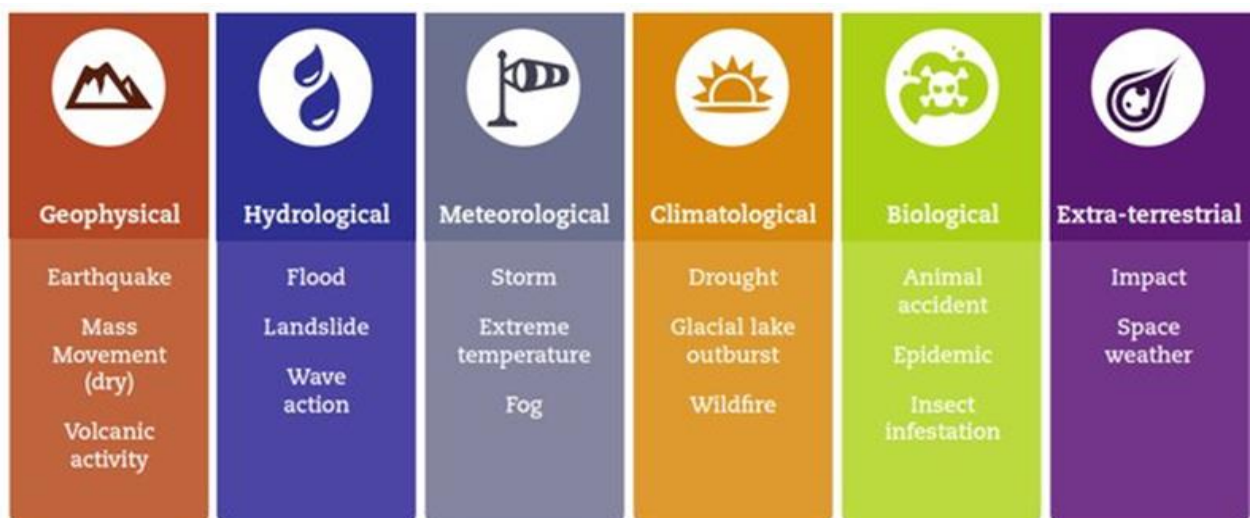 Geophysical
Earthquake
Mass
Movement
(dry)
Volcanic
activity
Hydrological
Flood
Landslide
Wave
action
Meteorological
Storm
Extreme
temperature
Fog
Climatological
Drought
Glacial lake
outburst
Wildfire
Biological
Animal
accident
Epidemic
Insect
infestation
Extra-terrestrial
Impact
Space
weather